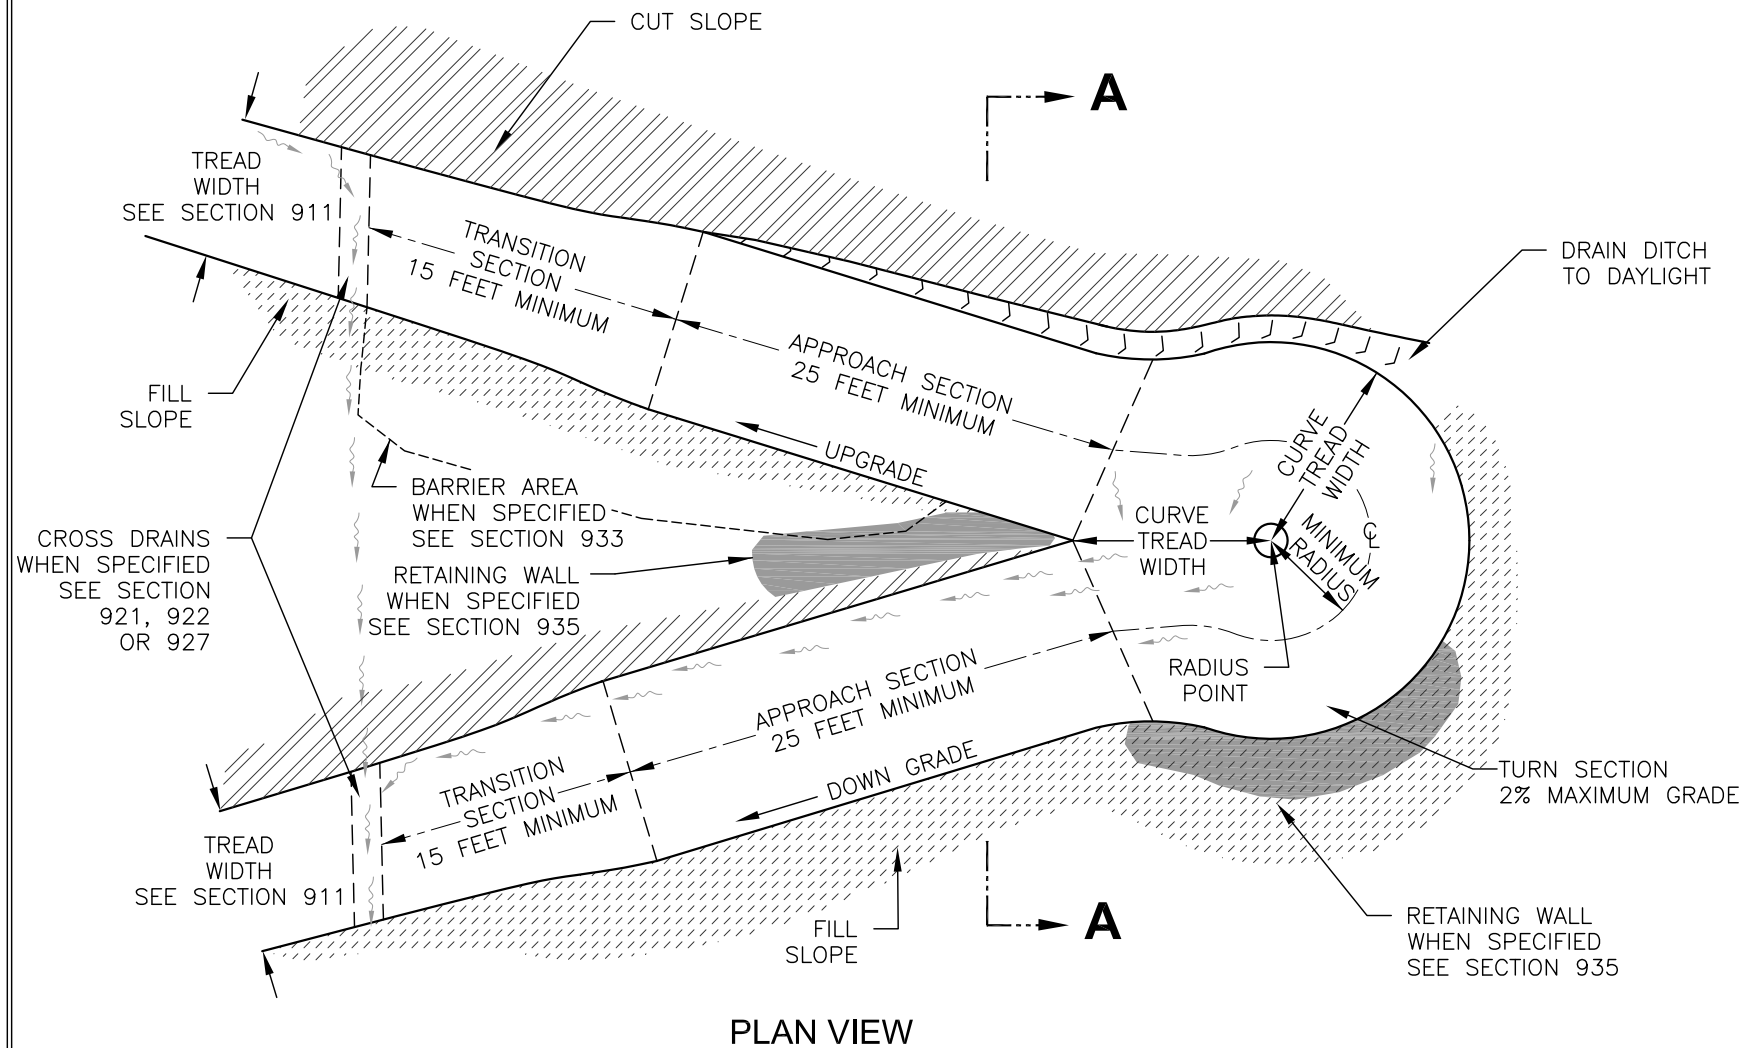 CUT SLOPE
A
TREAD
WIDTH
SEE SECTION 911
TRANSITION
SECTION
15 FEET MINIMUM
DRAIN DITCH
TO DAYLIGHT
APPROACH SECTION
25 FEET MINIMUM
FILL
SLOPE
UPGRADE
CURVE
TREAD
WIDTH
BARRIER AREA
WHEN SPECIFIED
SEE SECTION 933
CROSS DRAINS
WHEN SPECIFIED
SEE SECTION
921, 922
OR 927
CURVE
TREAD
WIDTH
℄
MINIMUM
RADIUS
RETAINING WALL
WHEN SPECIFIED
SEE SECTION 935
RADIUS
POINT
APPROACH SECTION
25 FEET MINIMUM
TRANSITION
SECTION
15 FEET MINIMUM
DOWN GRADE
TURN SECTION
2% MAXIMUM GRADE
TREAD
WIDTH
SEE SECTION 911
FILL
SLOPE
A
RETAINING WALL
WHEN SPECIFIED
SEE SECTION 935
PLAN VIEW